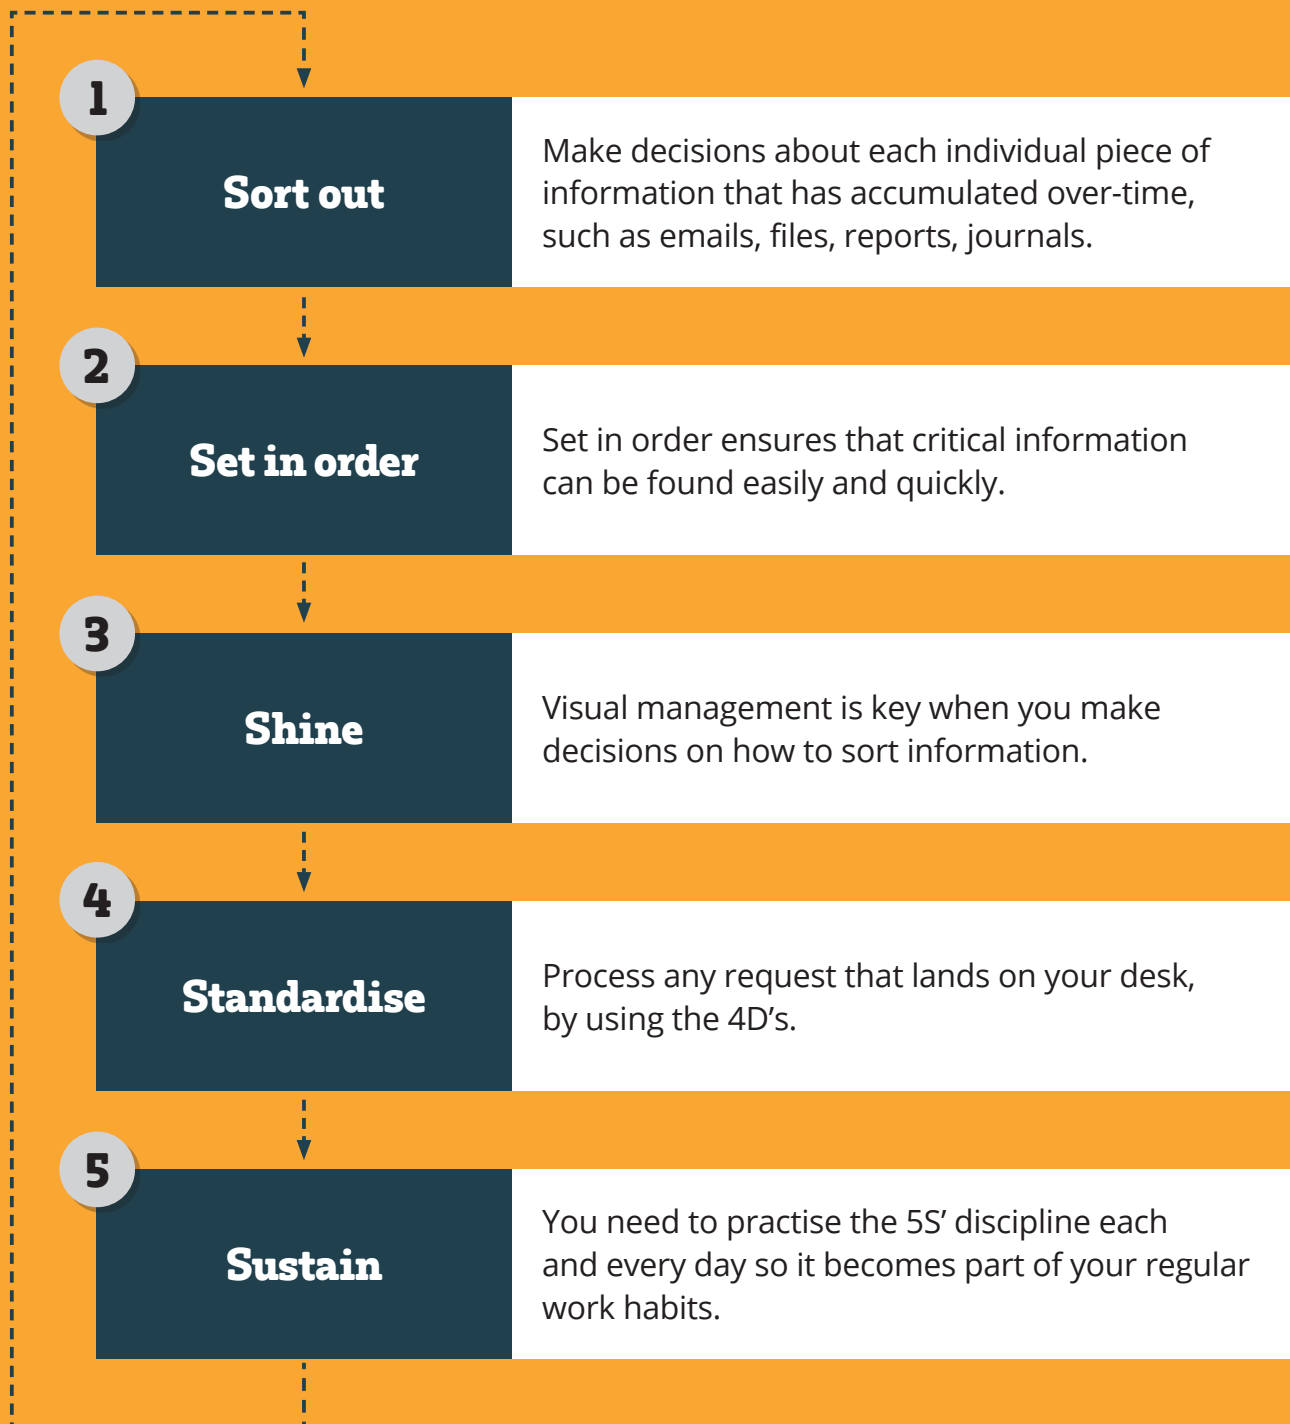 1
Sort out
Make decisions about each individual piece of
information that has accumulated over-time,
such as emails, files, reports, journals.
2
Set in order
Set in order ensures that critical information
can be found easily and quickly.
3
Shine
Visual management is key when you make
decisions on how to sort information.
4
Standardise
Process any request that lands on your desk,
by using the 4D’s.
5
Sustain
You need to practise the 5S’ discipline each
and every day so it becomes part of your regular
work habits.